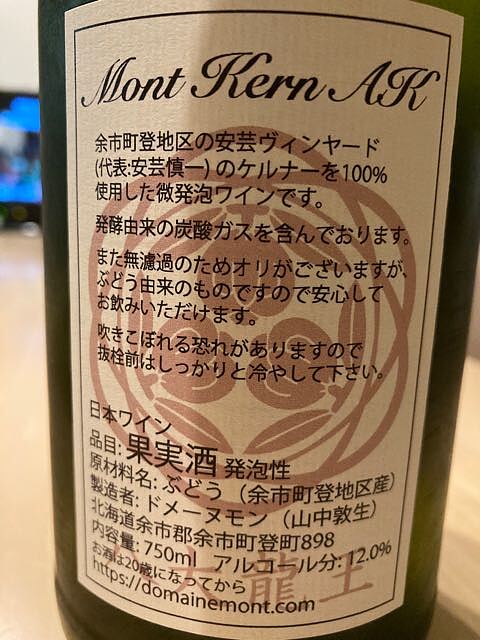 Mont Kern AK
余市町登地区の安芸ヴィンヤード
(代表:安芸慎一) のケルナーを100%
使用した微発泡ワインです。
発酵由来の炭酸ガスを含んでおります。
また無濾過のためオリがございますが、
ぶどう由来のものですので安心して
お飲みいただけます。
吹きこぼれる恐れがありますので
抜栓前はしっかりと冷やして下さい。
日本ワイン
品目: 果実酒 発泡性
原材料名: ぶどう (余市町登地区産)
製造者: ドメーヌモン (山中敦生)
北海道余市郡余市町登町898
内容量: 750ml アルコール分: 12.0%
お酒は20歳になってから
https://domainemont.com
大龍王